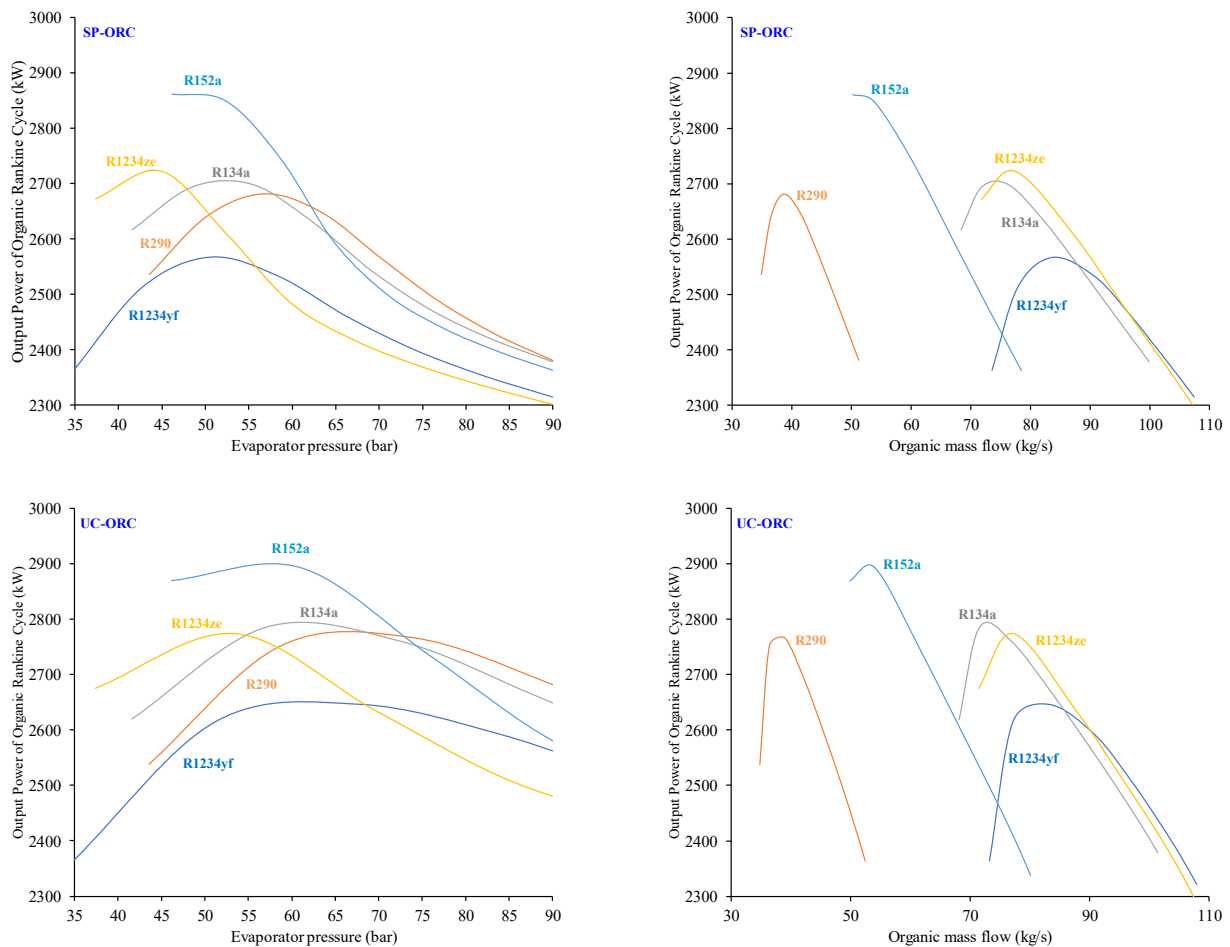 SP-ORC
Output Power of Organic Rankine Cycle (kW)
3000
2900
2800
2700
2600
2500
2400
2300
R152a
R1234ze
R134a
R290
R1234yf
35 40 45 50 55 60 65 70 75 80 85 90
Evaporator pressure (bar)
SP-ORC
Output Power of Organic Rankine Cycle (kW)
3000
2900
2800
2700
2600
2500
2400
2300
R152a
R1234ze
R290
R134a
R1234yf
30 40 50 60 70 80 90 100 110
Organic mass flow (kg/s)
UC-ORC
Output Power of Organic Rankine Cycle (kW)
3000
2900
2800
2700
2600
2500
2400
2300
R152a
R134a
R1234ze
R290
R1234yf
35 40 45 50 55 60 65 70 75 80 85 90
Evaporator pressure (bar)
UC-ORC
Output Power of Organic Rankine Cycle (kW)
3000
2900
2800
2700
2600
2500
2400
2300
R152a
R134a
R290
R1234ze
R1234yf
30 50 70 90 110
Organic mass flow (kg/s)